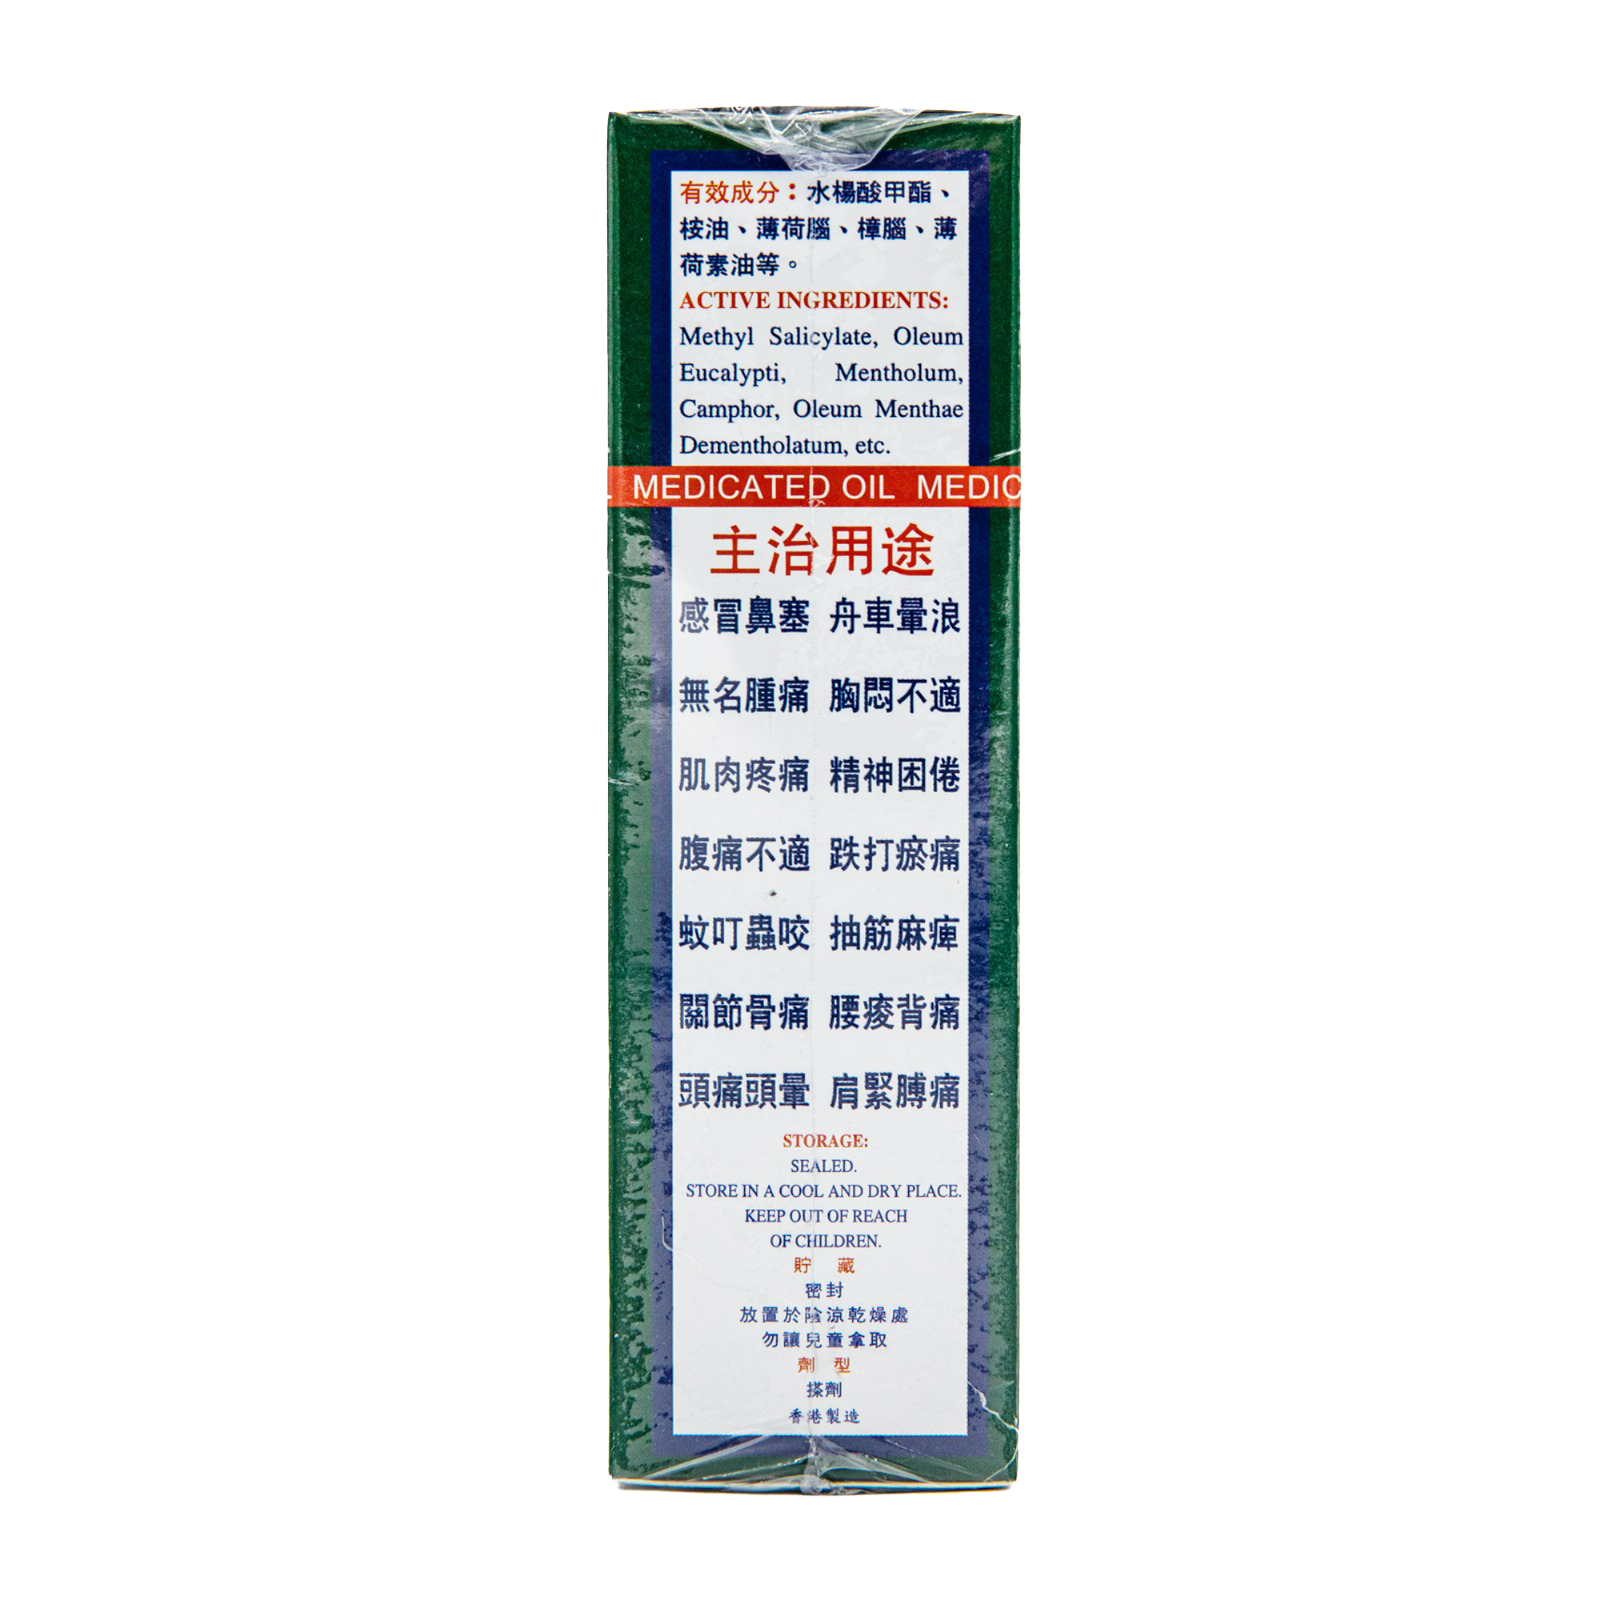 有效成分：水楊酸甲酯、
桉油、薄荷腦、樟腦、薄
荷素油等。
ACTIVE INGREDIENTS:
Methyl Salicylate, Oleum
Eucalypti, Mentholum,
Camphor, Oleum Menthae
Dementholatum, etc.
MEDICATED OIL MEDIC
主治用途
感冒鼻塞 舟車暈浪
無名腫痛 胸悶不適
肌肉疼痛 精神困倦
腹痛不適 跌打瘀痛
蚊叮蟲咬 抽筋麻痺
關節骨痛 腰痠背痛
頭痛頭暈 肩緊膊痛
STORAGE:
SEALED.
STORE IN A COOL AND DRY PLACE.
KEEP OUT OF REACH
OF CHILDREN.
貯 藏
密封
放置於陰涼乾燥處
勿讓兒童拿取
劑 型
搽劑
香港製造